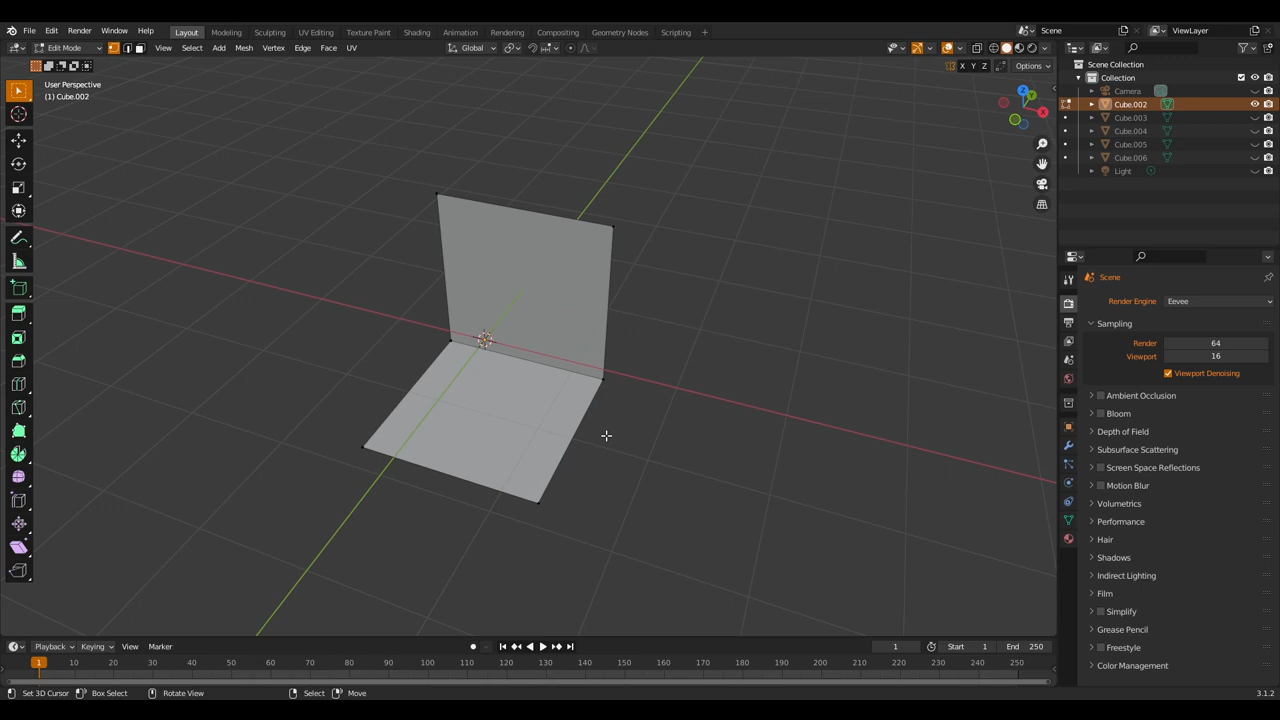 File Edit Render Window Help Layout Modeling Sculpting UV Editing Texture Paint Shading Animation Rendering Compositing Geometry Nodes Scripting + Scene ViewLayer
Edit Mode View Select Add Mesh Vertex Edge Face UV Global
X Y Z Options
User Perspective
(1) Cube.002
Z
Y
X
Scene Collection
Collection
Camera
Cube.002
Cube.003
Cube.004
Cube.005
Cube.006
Light
Scene
Render Engine Eevee
Sampling
Render 64
Viewport 16
Viewport Denoising
Ambient Occlusion
Bloom
Depth of Field
Subsurface Scattering
Screen Space Reflections
Motion Blur
Volumetrics
Performance
Hair
Shadows
Indirect Lighting
Film
Simplify
Grease Pencil
Freestyle
Color Management
Playback Keying View Marker 1 Start 1 End 250
1 10 20 30 40 50 60 70 80 90 100 110 120 130 140 150 160 170 180 190 200 210 220 230 240 250
Set 3D Cursor Box Select Rotate View Select Move 3.1.2